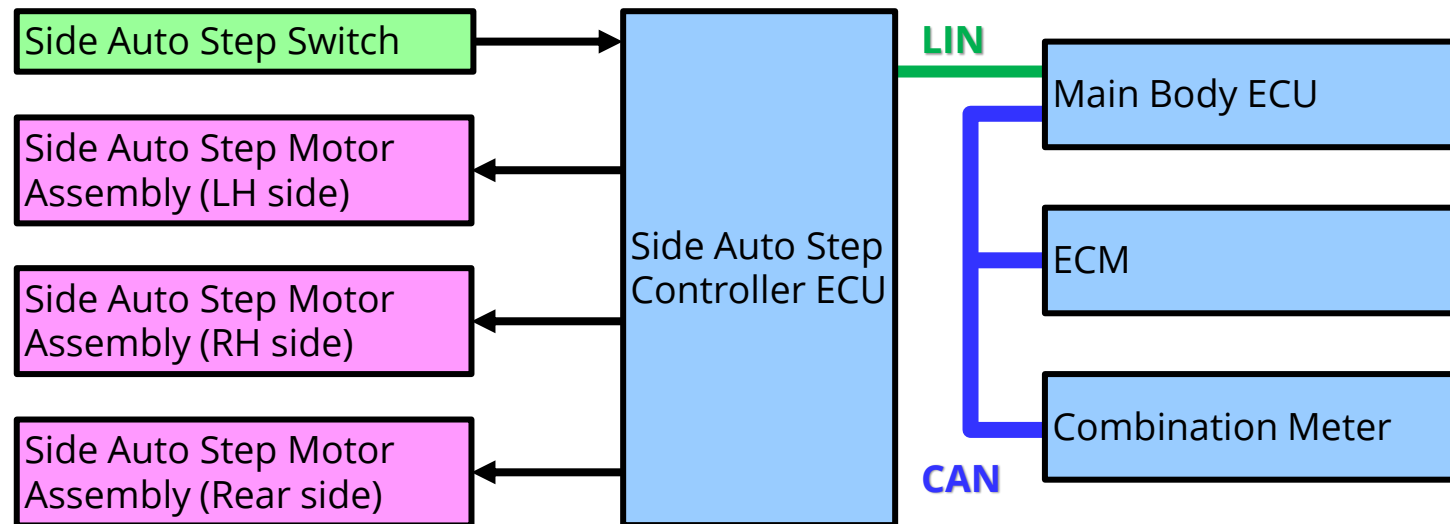 Side Auto Step Switch
Side Auto Step Motor
Assembly (LH side)
Side Auto Step Motor
Assembly (RH side)
Side Auto Step Motor
Assembly (Rear side)
Side Auto Step
Controller ECU
LIN
CAN
Main Body ECU
ECM
Combination Meter